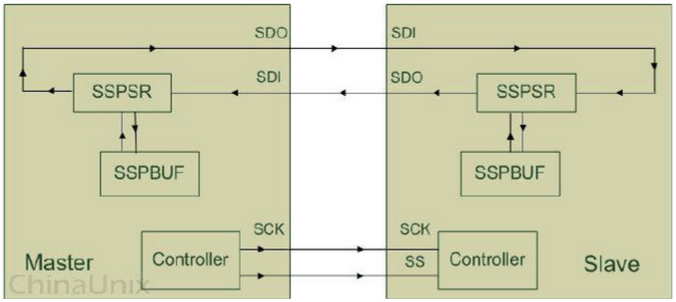 SDO SDI
SDI SDO
SSPSR SSPSR
SSPBUF SSPBUF
SCK SCK
Master Controller SS Controller Slave
ChinaUnix